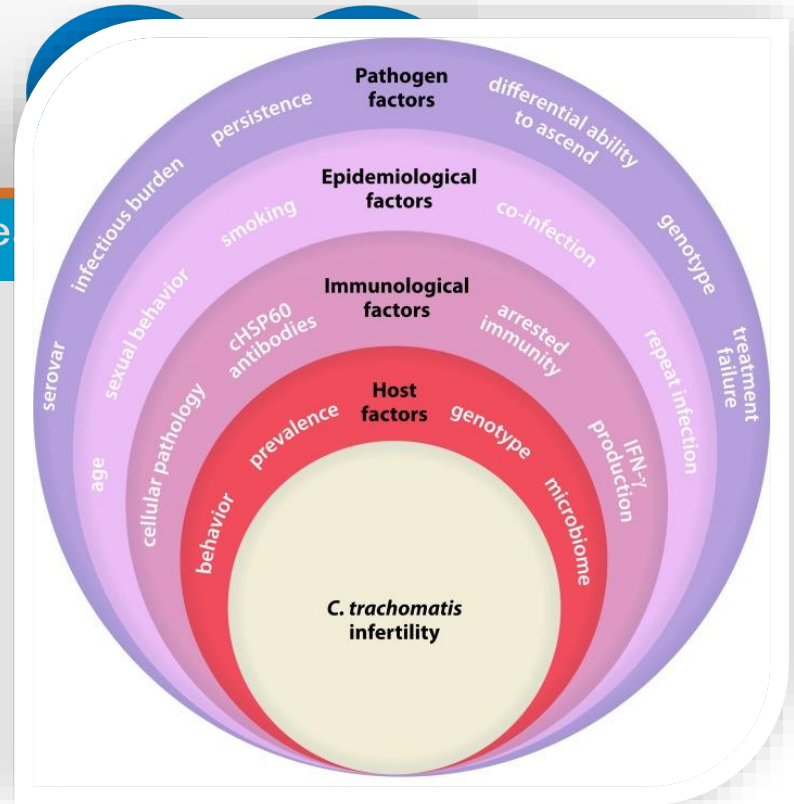 Pathogen
factors
serovar
infectious burden
persistence
differential ability
to ascend
genotype
treatment
failure
Epidemiological
factors
age
sexual behavior
smoking
co-infection
repeat infection
Immunological
factors
cellular pathology
cHSP60
antibodies
arrested
immunity
IFN-γ
production
Host
factors
behavior
prevalence
genotype
microbiome
C. trachomatis
infertility